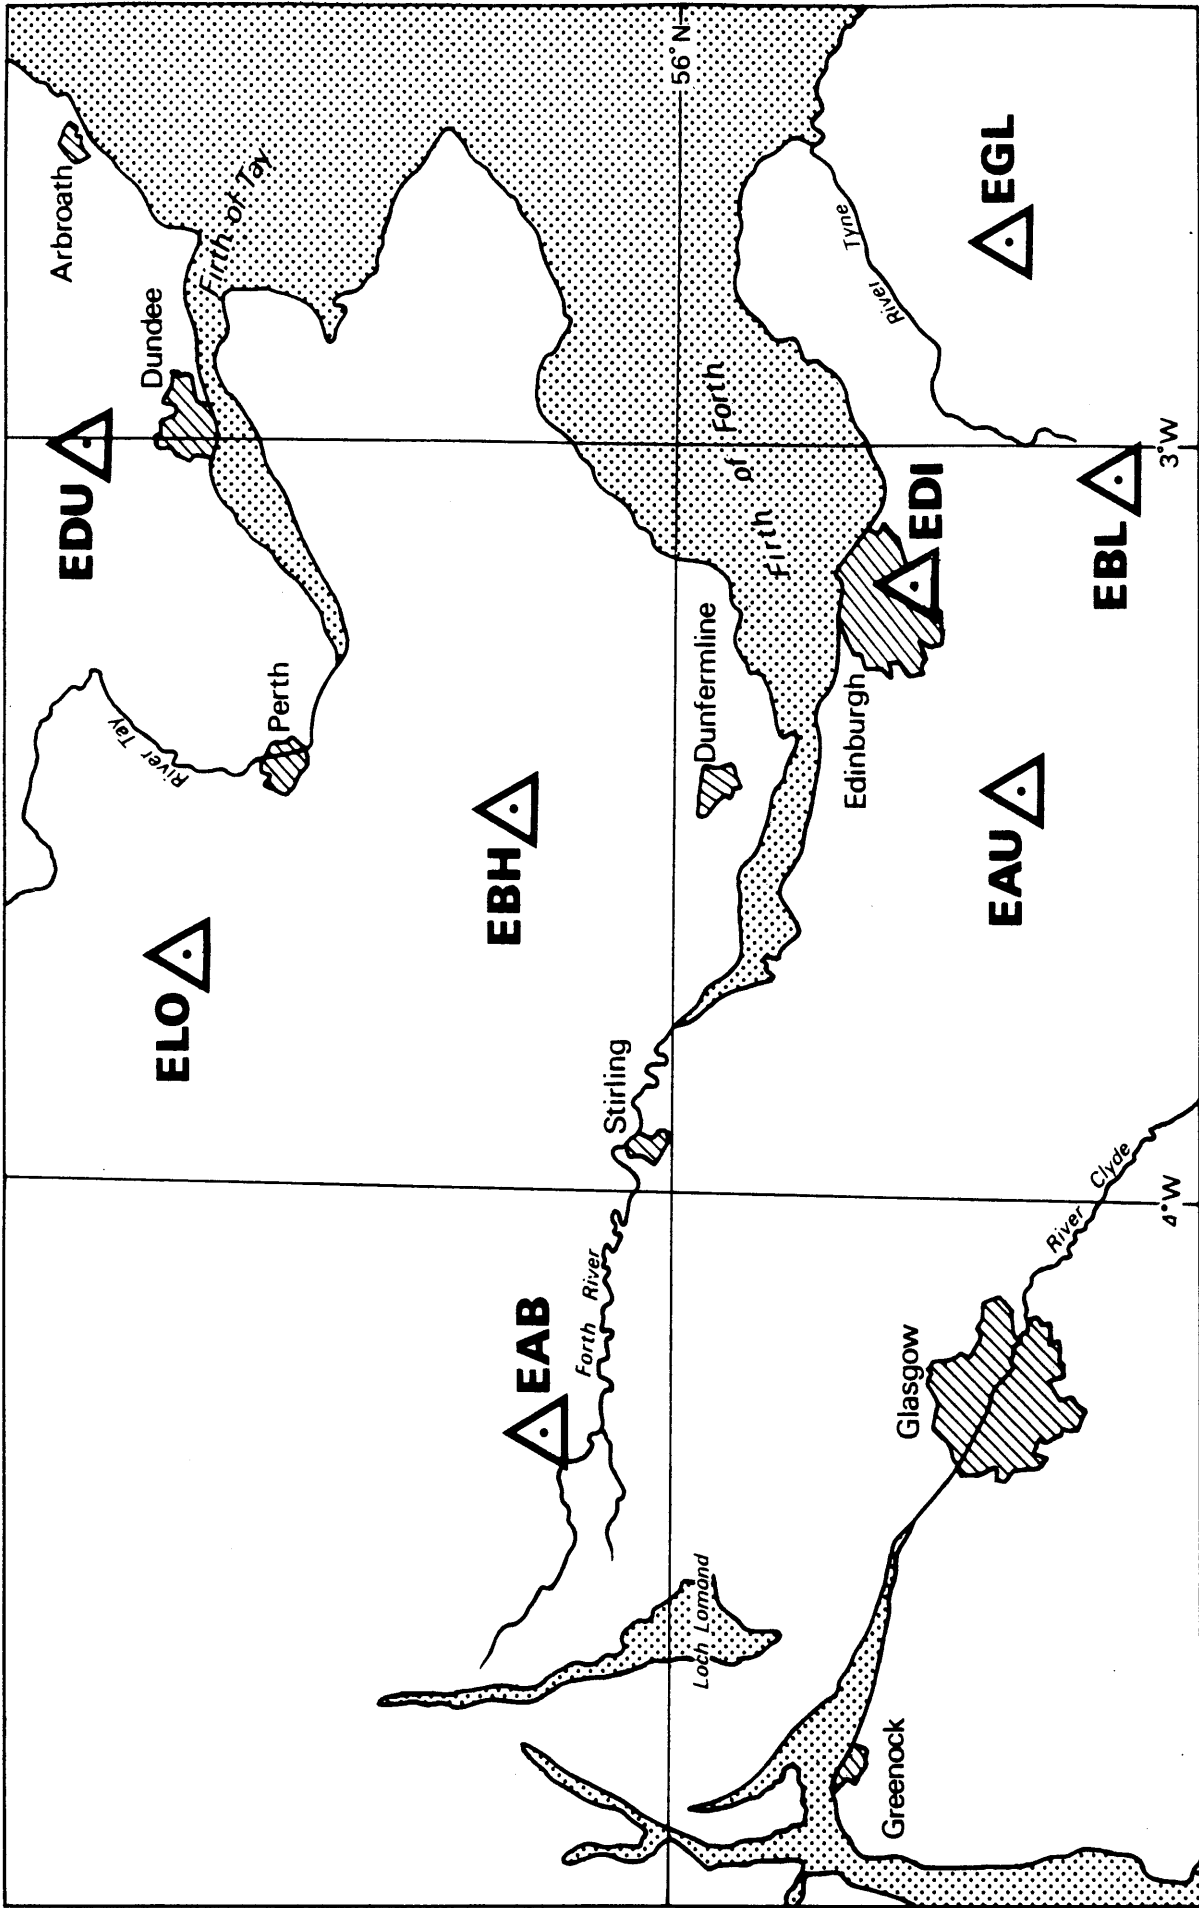 Arbroath
Firth of Tay
Dundee
EDU
River Tay
Perth
ELO
EBH
56°N
River Tyne
EGL
Firth of Forth
3°W
EDI
EBL
Dunfermline
Edinburgh
EAU
Stirling
Forth River
EAB
Loch Lomond
4°W
River Clyde
Glasgow
Greenock